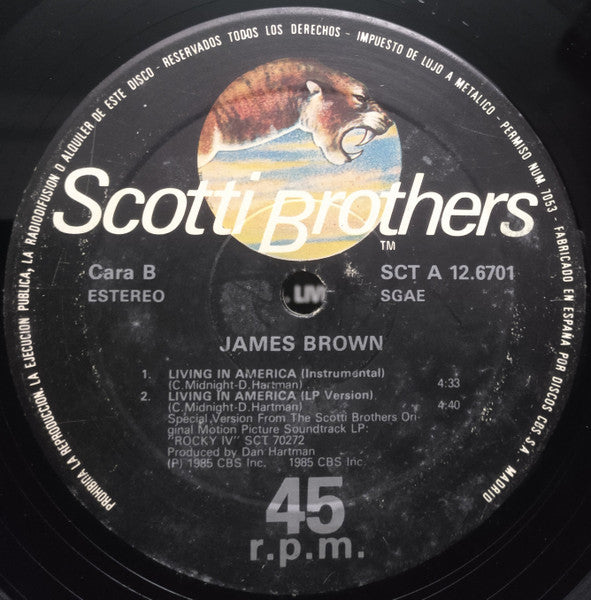 PROHIBIDA LA REPRODUCCION, LA EJECUCION PUBLICA, LA RADIODIFUSION O ALQUILER DE ESTE DISCO - RESERVADOS TODOS LOS DERECHOS - IMPUESTO DE LUJO A METALICO - PERMISO NUM. 7053 - FABRICADO EN ESPAÑA POR DISCOS CBS S.A. - MADRID
Scotti Brothers
TM
Cara B
ESTEREO
SCT A 12.6701
SGAE
JAMES BROWN
1. LIVING IN AMERICA (Instrumental)
(C. Midnight-D. Hartman) 4:33
2. LIVING IN AMERICA (LP Version)
(C. Midnight-D. Hartman) 4:40
Special Version From The Scotti Brothers Ori-
ginal Motion Picture Soundtrack LP:
"ROCKY IV" SCT 70272
Produced by Dan Hartman
(P) 1985 CBS Inc. 1985 CBS Inc.
45
r.p.m.